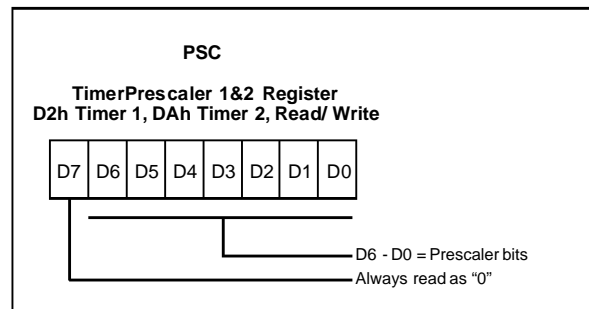 PSC
TimerPrescaler 1&2 Register
D2h Timer 1, DAh Timer 2, Read/ Write
D7 D6 D5 D4 D3 D2 D1 D0
D6 - D0 = Prescaler bits
Always read as “0”